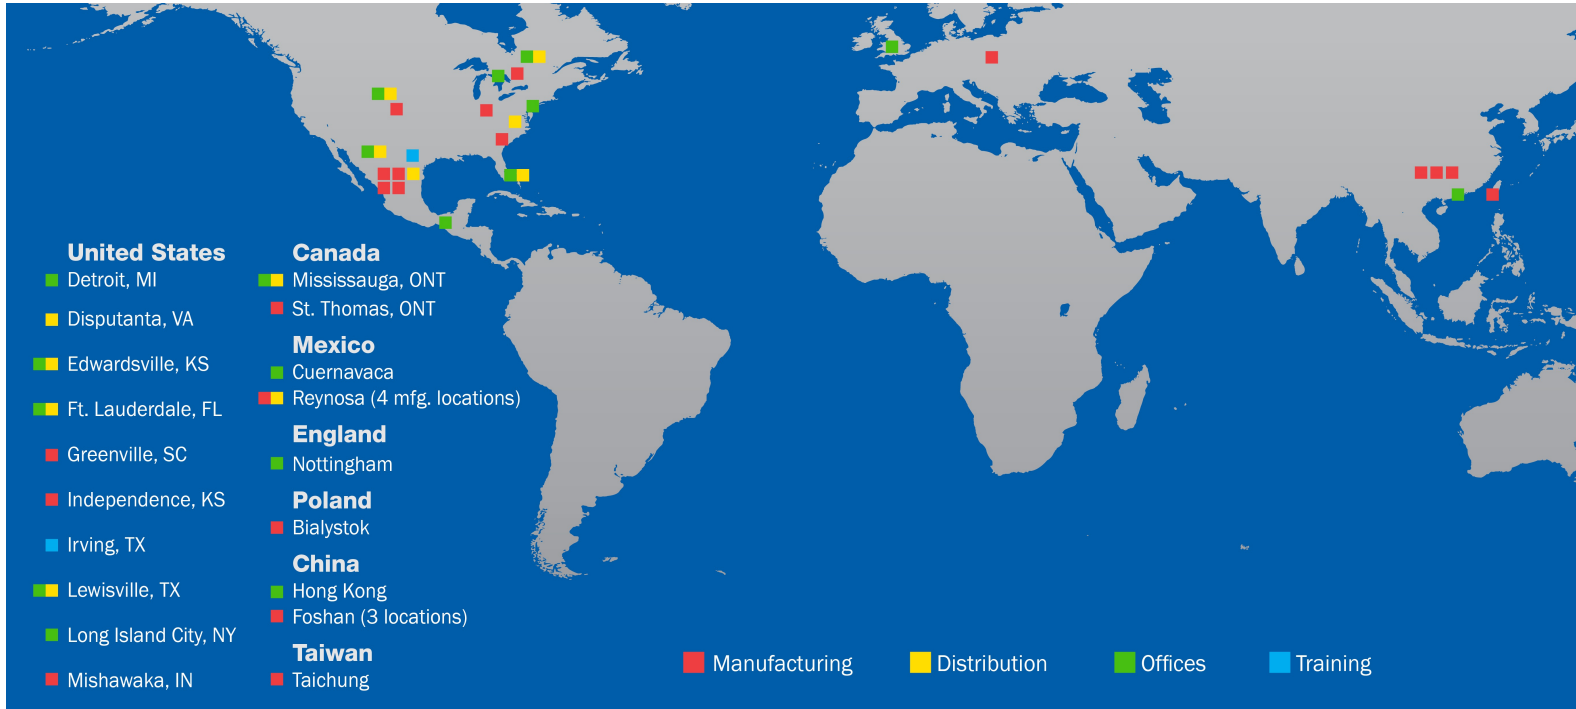 United States
Detroit, MI
Disputanta, VA
Edwardsville, KS
Ft. Lauderdale, FL
Greenville, SC
Independence, KS
Irving, TX
Lewisville, TX
Long Island City, NY
Mishawaka, IN
Canada
Mississauga, ONT
St. Thomas, ONT
Mexico
Cuernavaca
Reynosa (4 mfg. locations)
England
Nottingham
Poland
Bialystok
China
Hong Kong
Foshan (3 locations)
Taiwan
Taichung
Manufacturing Distribution Offices Training